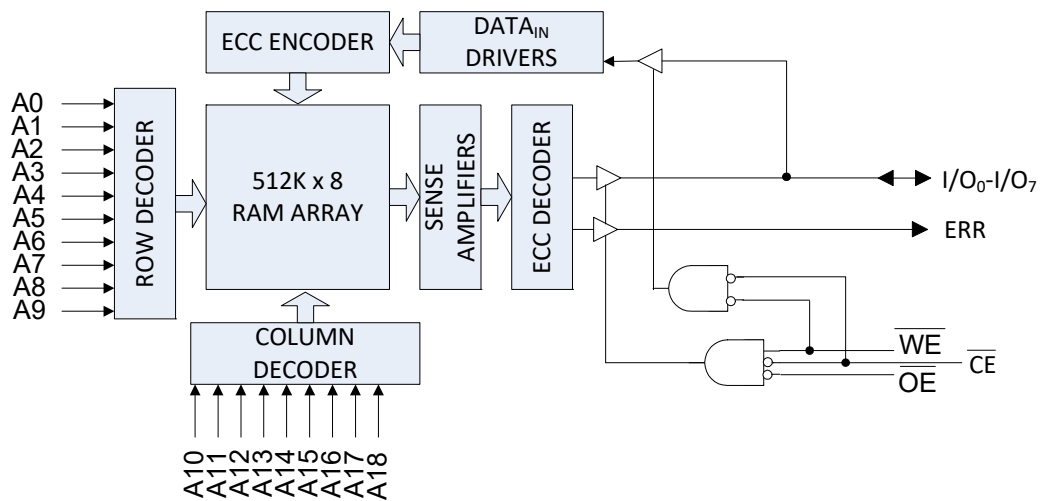 ECC ENCODER
DATAIN
DRIVERS
A0
A1
A2
A3
A4
A5
A6
A7
A8
A9
ROW DECODER
512K x 8
RAM ARRAY
SENSE
AMPLIFIERS
ECC DECODER
I/O0-I/O7
ERR
COLUMN
DECODER
WE
CE
OE
A10
A11
A12
A13
A14
A15
A16
A17
A18